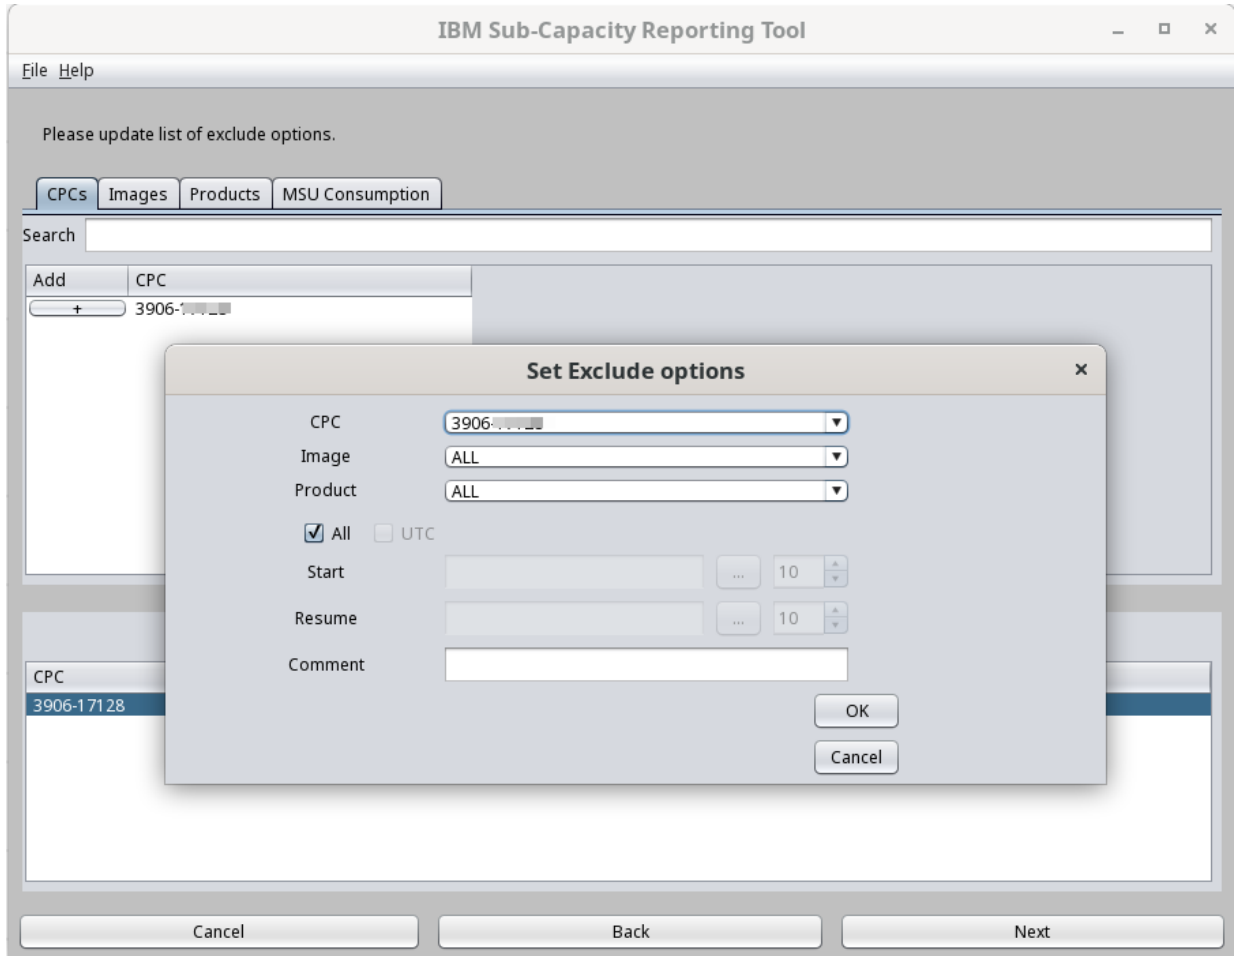 IBM Sub-Capacity Reporting Tool
File Help
Please update list of exclude options.
CPCs Images Products MSU Consumption
Search
Add CPC
+ 3906-
Set Exclude options
CPC 3906-
Image ALL
Product ALL
All UTC
Start ... 10
Resume ... 10
Comment
CPC
3906-17128
OK
Cancel
Cancel Back Next